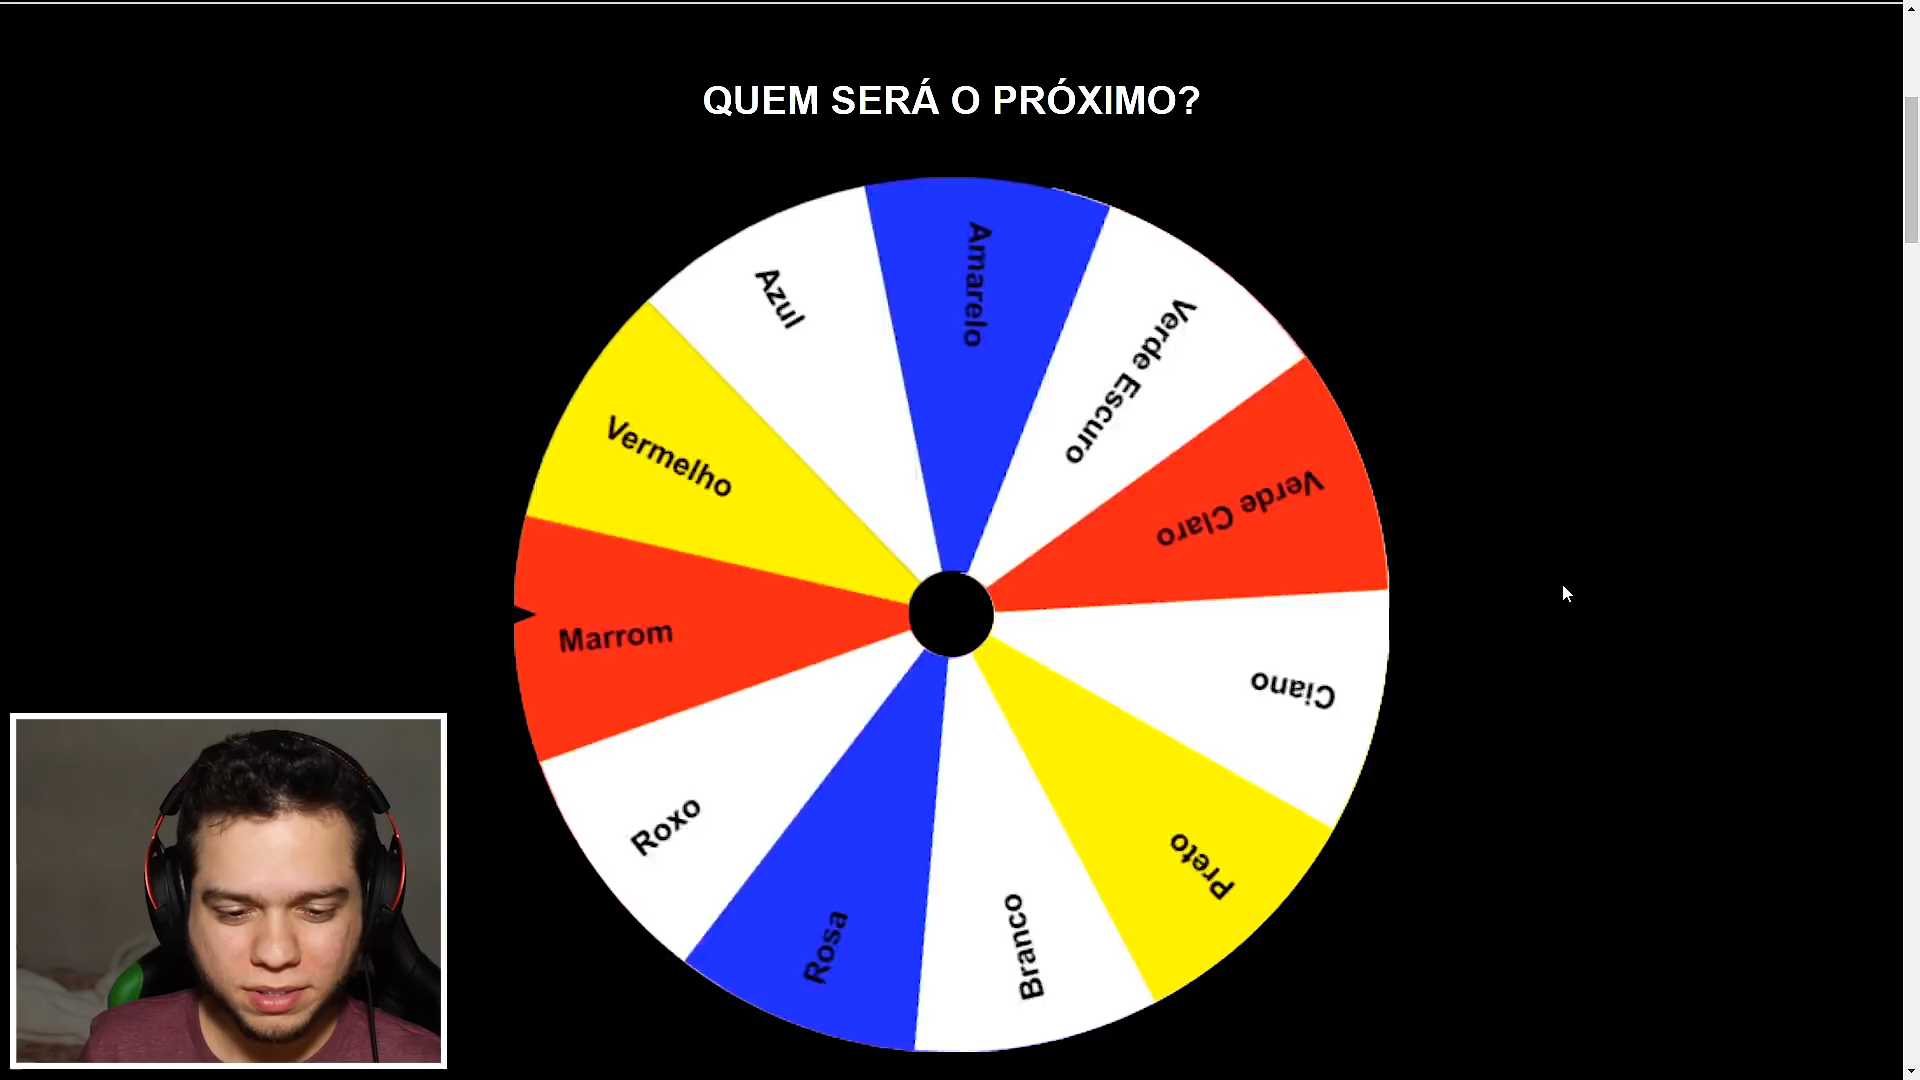 QUEM SERÁ O PRÓXIMO?
Amarelo
Verde Escuro
Verde Claro
Ciano
Preto
Branco
Rosa
Roxo
Marrom
Vermelho
Azul